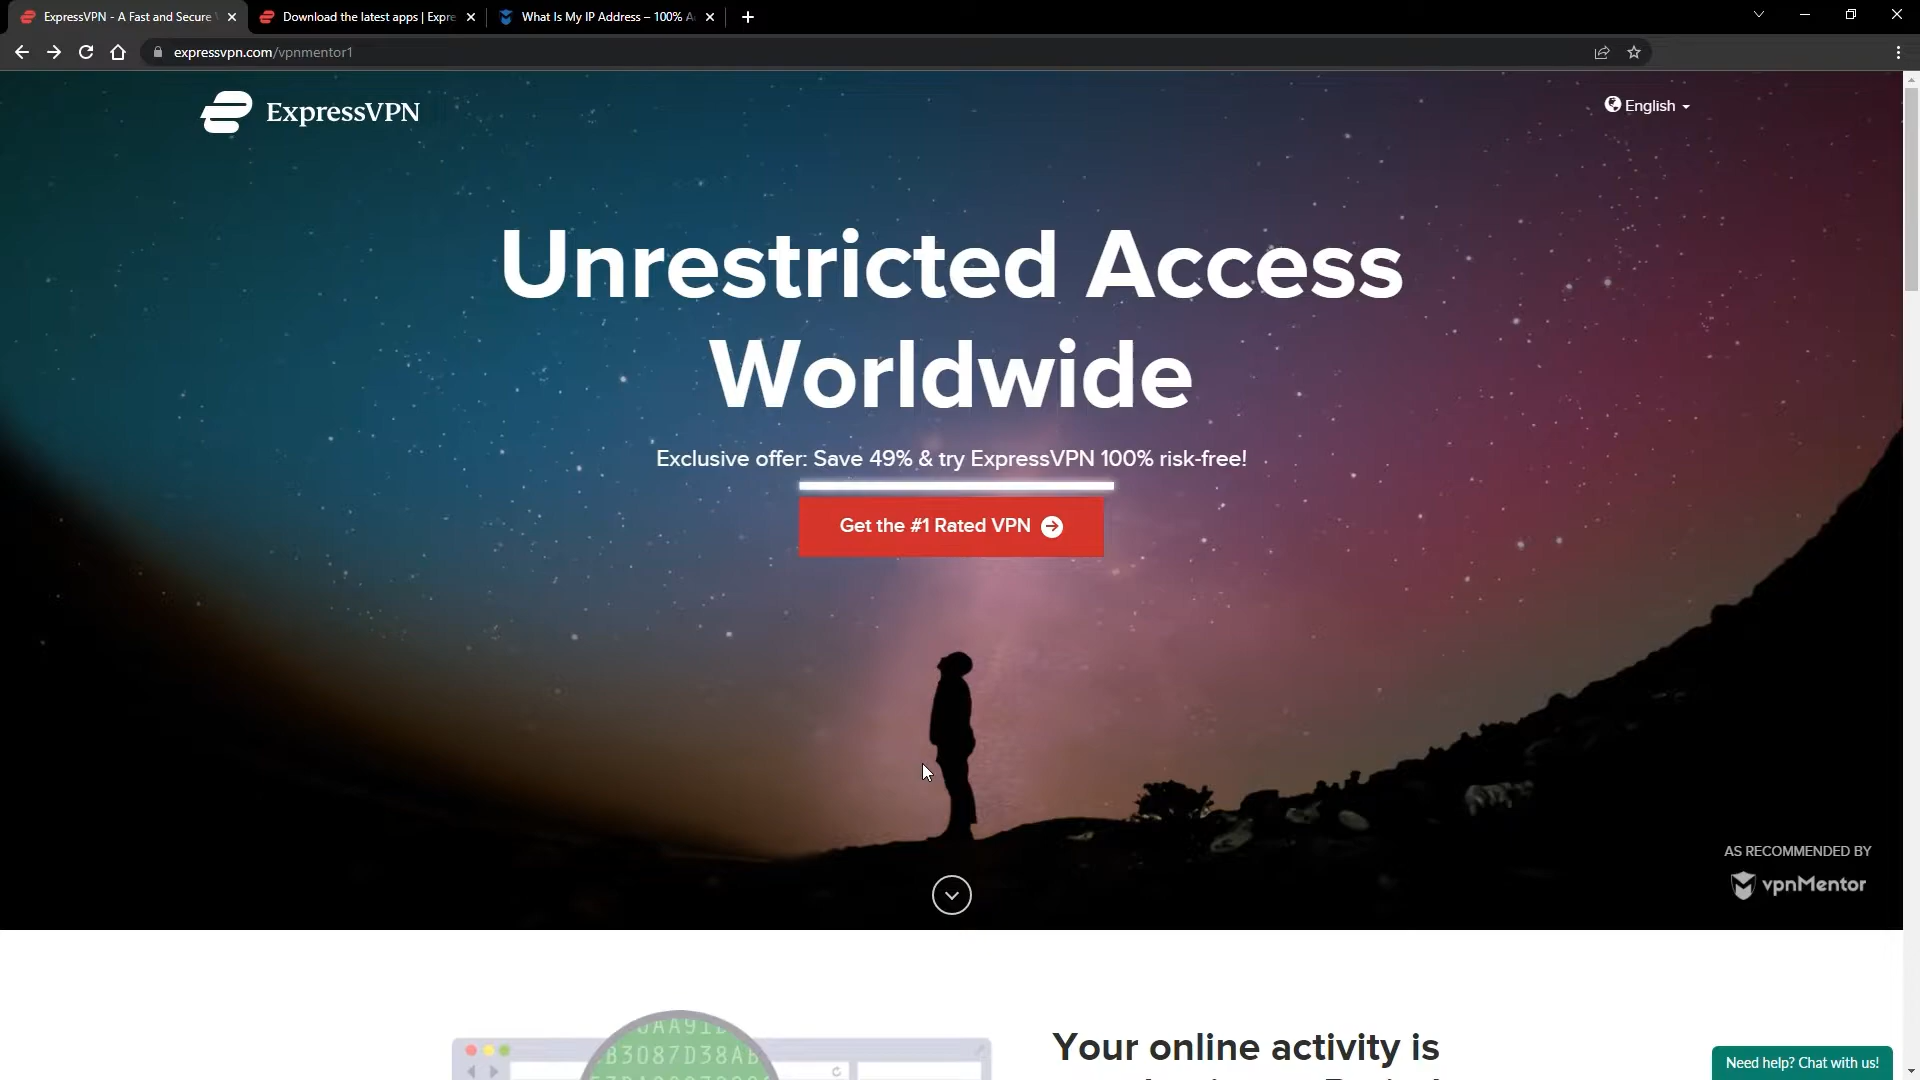 ExpressVPN - A Fast and Secure
Download the latest apps | Expre
What Is My IP Address – 100% A
expressvpn.com/vpnmentor1
ExpressVPN
English
Unrestricted Access
Worldwide
Exclusive offer: Save 49% & try ExpressVPN 100% risk-free!
Get the #1 Rated VPN
AS RECOMMENDED BY
vpnMentor
B3087D38AB
Your online activity is
Need help? Chat with us!